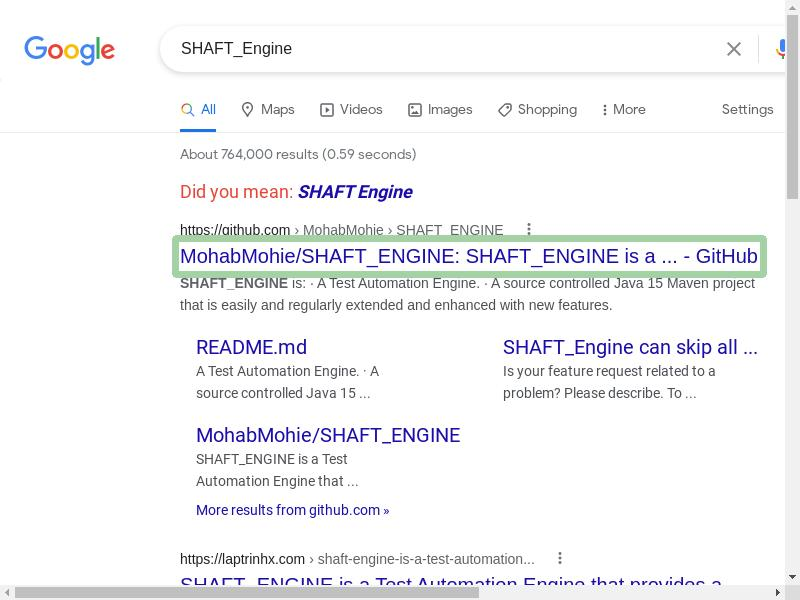 Google
SHAFT_Engine
All Maps Videos Images Shopping More Settings
About 764,000 results (0.59 seconds)
Did you mean: SHAFT Engine
https://github.com › MohabMohie › SHAFT_ENGINE
MohabMohie/SHAFT_ENGINE: SHAFT_ENGINE is a ... - GitHub
SHAFT_ENGINE is: · A Test Automation Engine. · A source controlled Java 15 Maven project
that is easily and regularly extended and enhanced with new features.
README.md
A Test Automation Engine. · A
source controlled Java 15 ...
SHAFT_Engine can skip all ...
Is your feature request related to a
problem? Please describe. To ...
MohabMohie/SHAFT_ENGINE
SHAFT_ENGINE is a Test
Automation Engine that ...
More results from github.com »
https://laptrinhx.com › shaft-engine-is-a-test-automation...
SHAFT_ENGINE is a Test Automation Engine that provides a